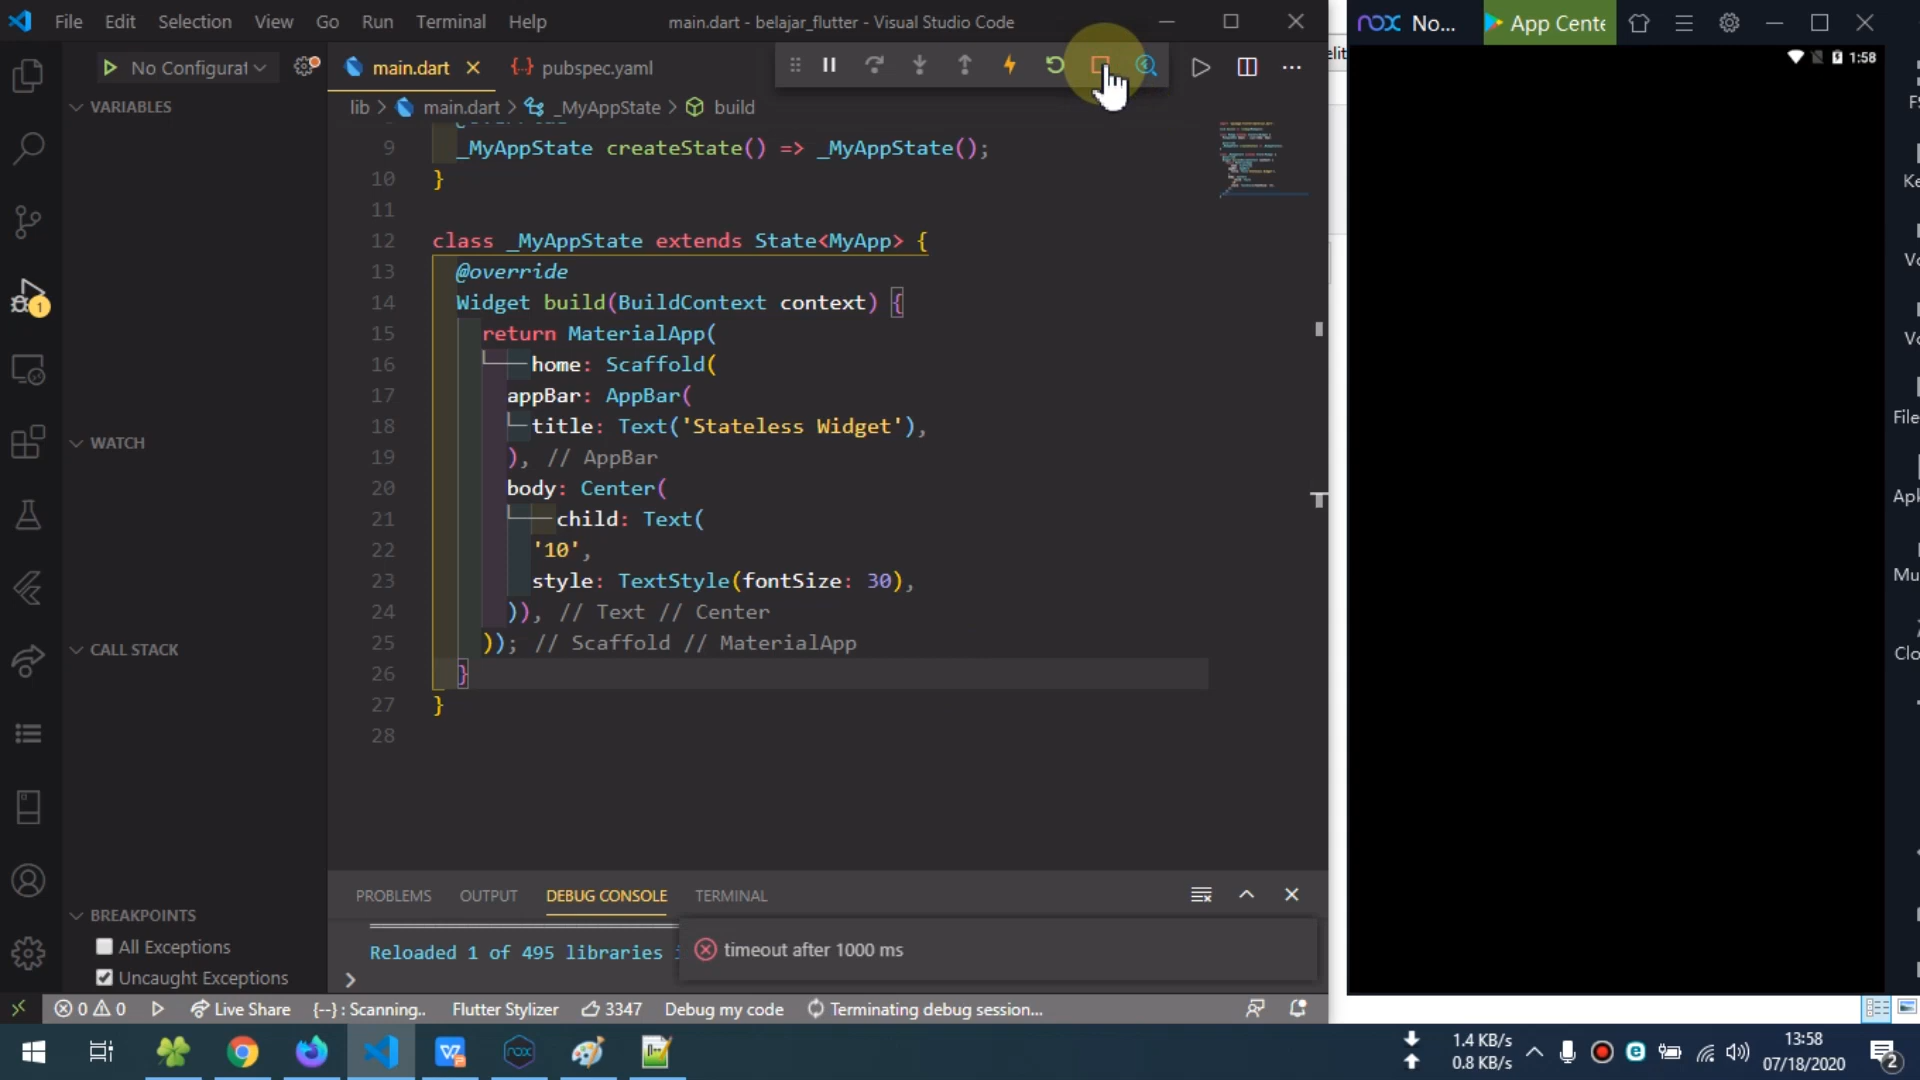 File Edit Selection View Go Run Terminal Help
main.dart - belajar_flutter - Visual Studio Code
nox No...
App Cente
No Configurat
main.dart
{··} pubspec.yaml
1:58
VARIABLES
lib > main.dart > _MyAppState > build
9 _MyAppState createState() => _MyAppState();
10 }
11
12 class _MyAppState extends State<MyApp> {
13 @override
14 Widget build(BuildContext context) {
15 return MaterialApp(
16 home: Scaffold(
17 appBar: AppBar(
18 title: Text('Stateless Widget'),
19 ), // AppBar
20 body: Center(
21 child: Text(
22 '10',
23 style: TextStyle(fontSize: 30),
24 )), // Text // Center
25 )); // Scaffold // MaterialApp
26 }
27 }
28
1
WATCH
CALL STACK
BREAKPOINTS
All Exceptions
Uncaught Exceptions
PROBLEMS OUTPUT DEBUG CONSOLE TERMINAL
Reloaded 1 of 495 libraries
timeout after 1000 ms
>
0 0 Live Share {--} : Scanning.. Flutter Stylizer 3347 Debug my code Terminating debug session...
File
Mu
Clo
1.4 KB/s
0.8 KB/s
13:58
07/18/2020
2